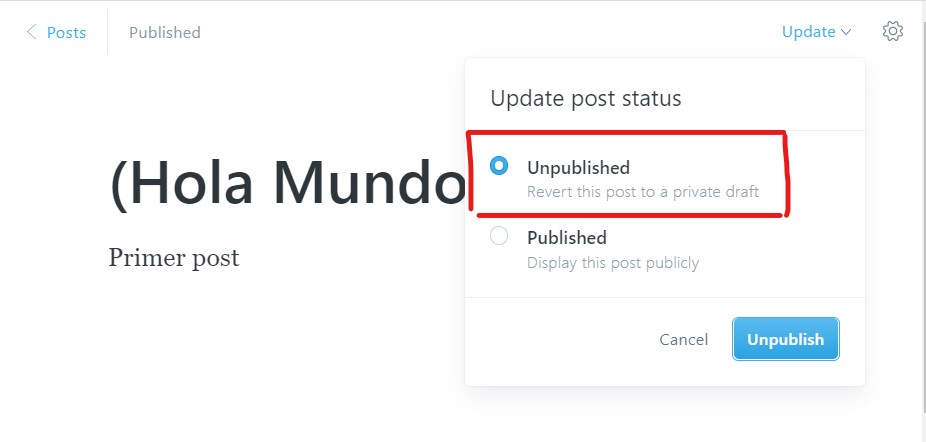 Posts
Published
Update
Update post status
(Hola Mundo
Unpublished
Revert this post to a private draft
Primer post
Published
Display this post publicly
Cancel
Unpublish